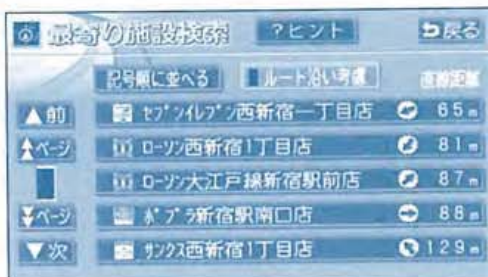 最寄りの施設検索 ?ヒント 戻る
記号順に並べる ルート沿い考慮 直線距離
▲前 セブンイレブン西新宿一丁目店 65m
ページ ローソン西新宿1丁目店 81m
ローソン大江戸線新宿駅前店 87m
ページ ポプラ新宿駅南口店 88m
▼次 サンクス西新宿1丁目店 129m